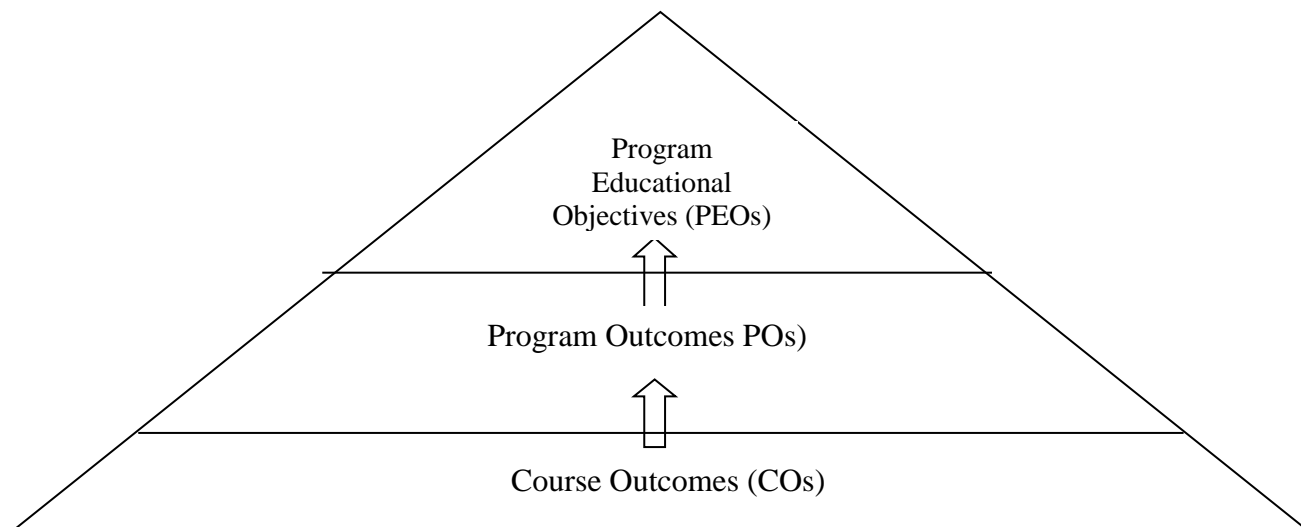 Program
Educational
Objectives (PEOs)
Program Outcomes POs)
Course Outcomes (COs)